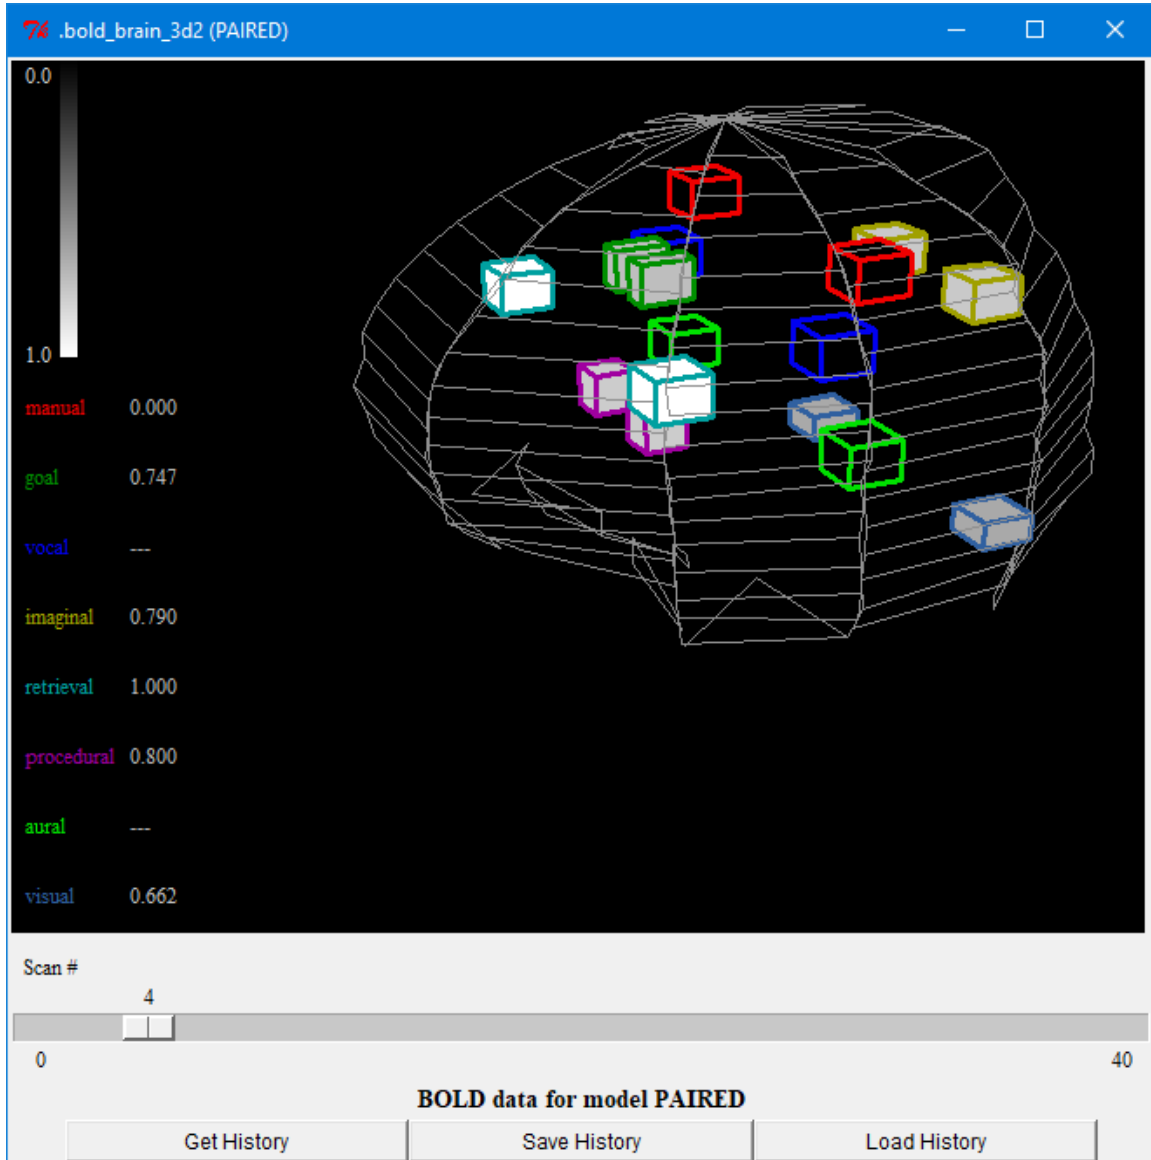 .bold_brain_3d2 (PAIRED)
0.0
1.0
manual 0.000
goal 0.747
vocal ---
imaginal 0.790
retrieval 1.000
procedural 0.800
aural ---
visual 0.662
Scan #
4
0 40
BOLD data for model PAIRED
Get History Save History Load History